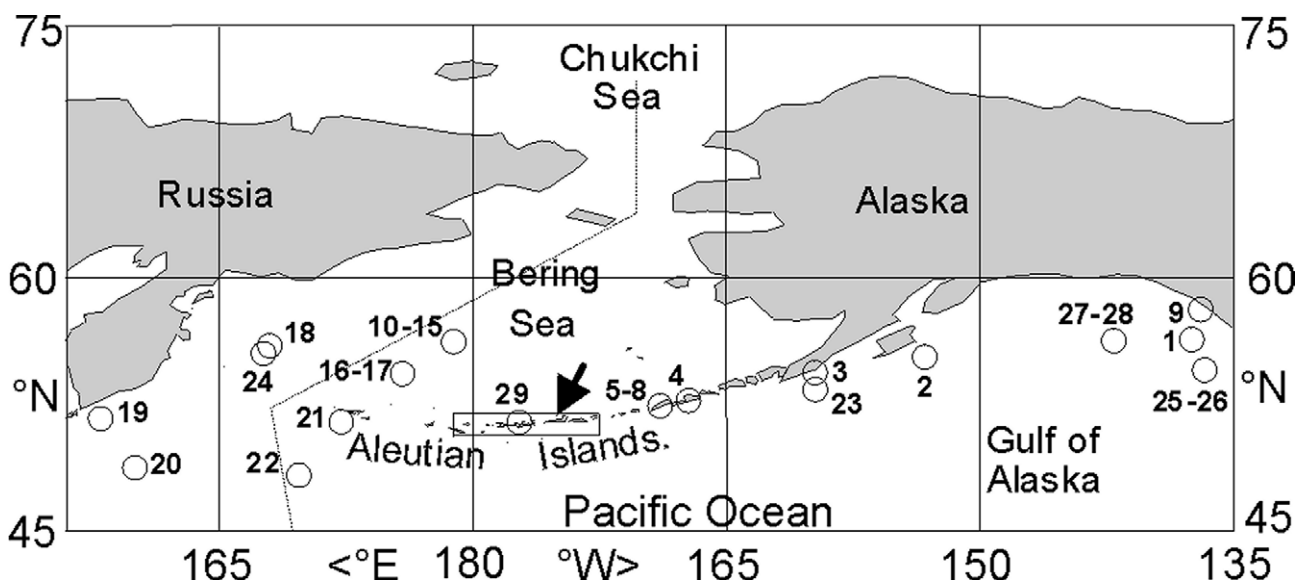 75
75
Chukchi
Sea
Russia
Alaska
60
60
Bering
Sea
18
10-15
27-28
9
1
24
16-17
3
2
°N
°N
19
21
29
5-8
4
23
25-26
Aleutian
Islands.
20
22
Gulf of
Alaska
Pacific Ocean
45
45
165
<°E
180
°W>
165
150
135